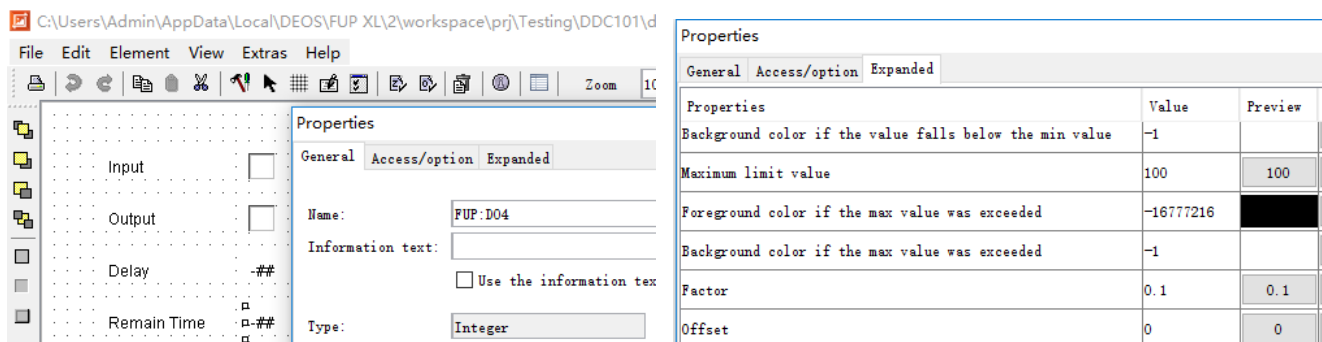 C:\Users\Admin\AppData\Local\DEOS\FUP XL\2\workspace\prj\Testing\DDC101\d
File Edit Element View Extras Help
Zoom 10
Input
Output
Delay -##
Remain Time -##
Properties
General Access/option Expanded
Name: FUP:DO4
Information text:
Use the information tex
Type: Integer
Properties
General Access/option Expanded
Properties Value Preview
Background color if the value falls below the min value -1
Maximum limit value 100 100
Foreground color if the max value was exceeded -16777216
Background color if the max value was exceeded -1
Factor 0.1 0.1
Offset 0 0